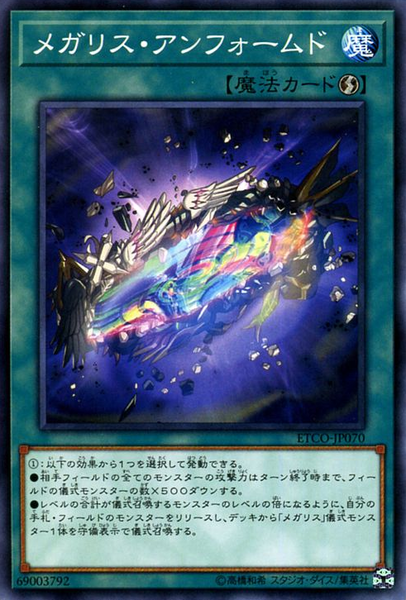 メガリス・アンフォームド
魔
【魔法カード】
ETCO-JP070
①:以下の効果から1つを選択して発動できる。
●相手フィールドの全てのモンスターの攻撃力はターン終了時まで、フィ
ールドの儀式モンスターの数×500ダウンする。
●レベルの合計が儀式召喚するモンスターのレベルの倍になるように、自分の
手札・フィールドのモンスターをリリースし、デッキから「メガリス」儀式モン
スター1体を守備表示で儀式召喚する。
69003792
©高橋和希 スタジオ・ダイス/集英社